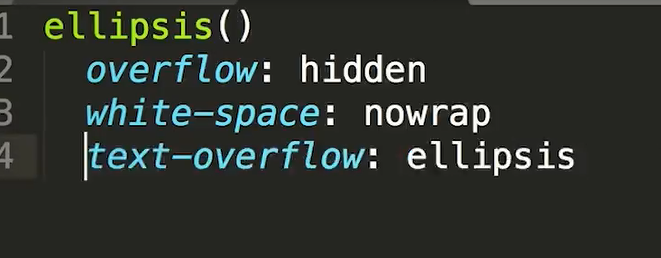 1 ellipsis()
2 overflow: hidden
3 white-space: nowrap
4 text-overflow: ellipsis